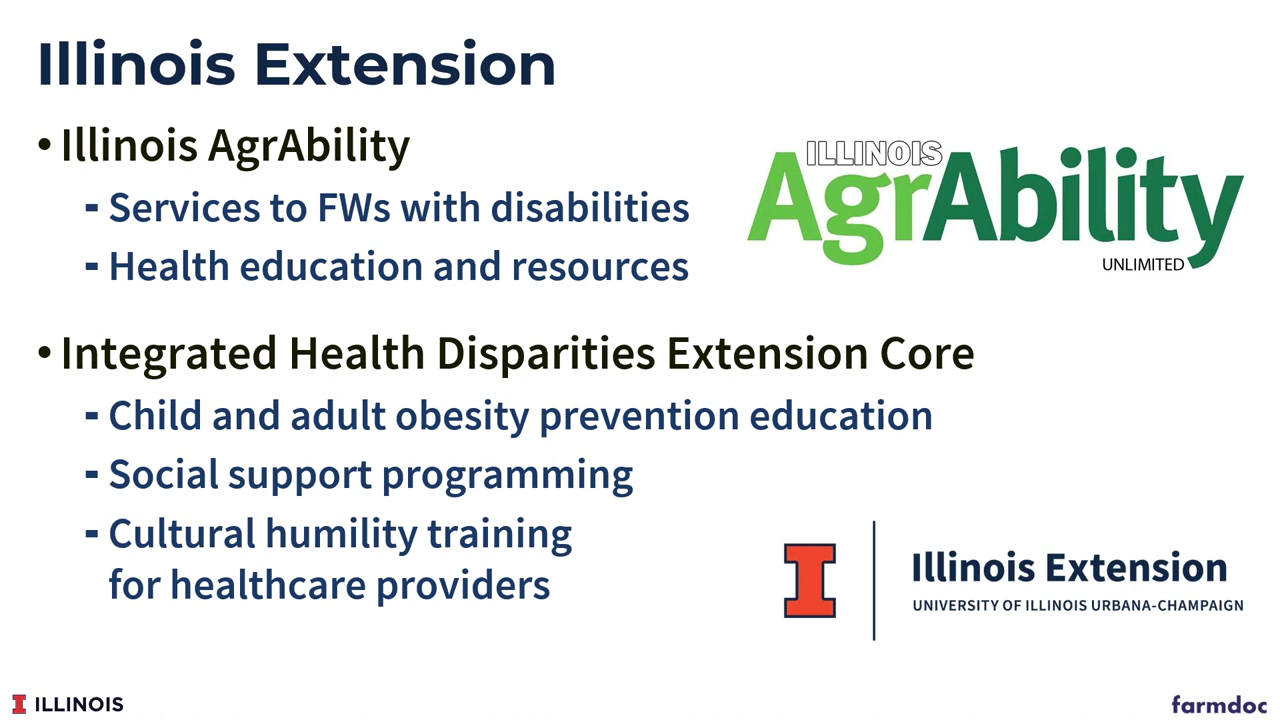 Illinois Extension
• Illinois AgrAbility
- Services to FWs with disabilities
- Health education and resources
ILLINOIS
AgrAbility
UNLIMITED
• Integrated Health Disparities Extension Core
- Child and adult obesity prevention education
- Social support programming
- Cultural humility training
for healthcare providers
I
Illinois Extension
UNIVERSITY OF ILLINOIS URBANA-CHAMPAIGN
I ILLINOIS
farmdoc